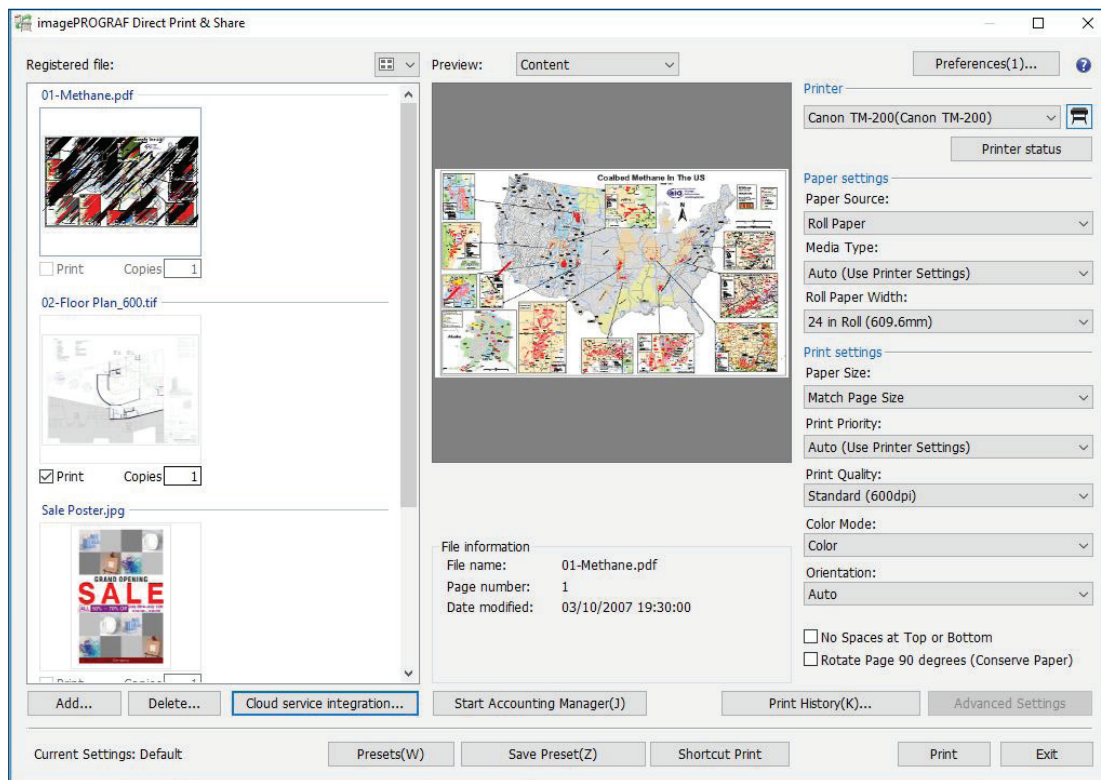 imagePROGRAF Direct Print & Share
Registered file:
01-Methane.pdf
Print Copies 1
02-Floor Plan_600.tif
Print Copies 1
Sale Poster.jpg
GRAND OPENING
SALE
Print Copies
Add... Delete... Cloud service integration...
Preview: Content
Coalbed Methane In The US
eia
N
Alaska
File information
File name: 01-Methane.pdf
Page number: 1
Date modified: 03/10/2007 19:30:00
Start Accounting Manager(J)
Preferences(1)...
Printer
Canon TM-200(Canon TM-200)
Printer status
Paper settings
Paper Source:
Roll Paper
Media Type:
Auto (Use Printer Settings)
Roll Paper Width:
24 in Roll (609.6mm)
Print settings
Paper Size:
Match Page Size
Print Priority:
Auto (Use Printer Settings)
Print Quality:
Standard (600dpi)
Color Mode:
Color
Orientation:
Auto
No Spaces at Top or Bottom
Rotate Page 90 degrees (Conserve Paper)
Print History(K)... Advanced Settings
Current Settings: Default Presets(W) Save Preset(Z) Shortcut Print Print Exit